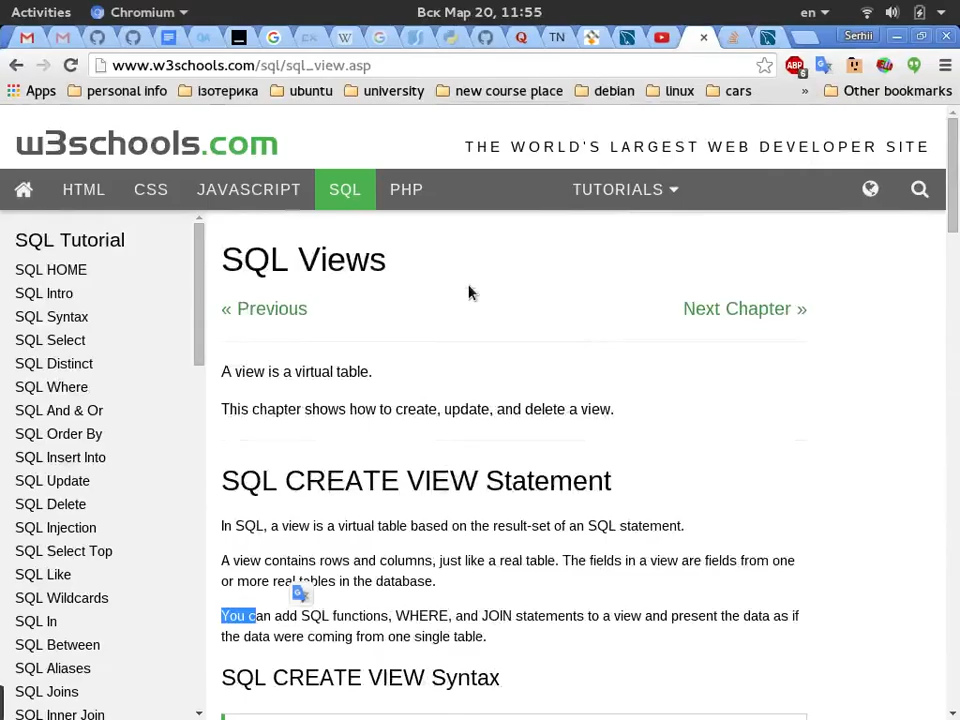 Activities Chromium Вск Мар 20, 11:55 en
Serhii
www.w3schools.com/sql/sql_view.asp
Apps personal info ізотерика ubuntu university new course place debian linux cars » Other bookmarks
w3schools.com THE WORLD'S LARGEST WEB DEVELOPER SITE
HTML CSS JAVASCRIPT SQL PHP TUTORIALS
SQL Tutorial
SQL HOME
SQL Intro
SQL Syntax
SQL Select
SQL Distinct
SQL Where
SQL And & Or
SQL Order By
SQL Insert Into
SQL Update
SQL Delete
SQL Injection
SQL Select Top
SQL Like
SQL Wildcards
SQL In
SQL Between
SQL Aliases
SQL Joins
SQL Inner Join
SQL Views
« Previous Next Chapter »
A view is a virtual table.
This chapter shows how to create, update, and delete a view.
SQL CREATE VIEW Statement
In SQL, a view is a virtual table based on the result-set of an SQL statement.
A view contains rows and columns, just like a real table. The fields in a view are fields from one
or more real tables in the database.
You can add SQL functions, WHERE, and JOIN statements to a view and present the data as if
the data were coming from one single table.
SQL CREATE VIEW Syntax